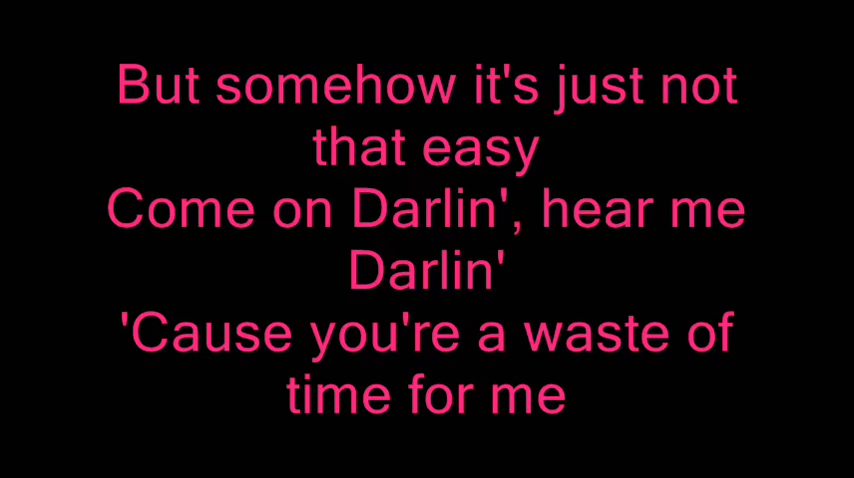 But somehow it's just not
that easy
Come on Darlin', hear me
Darlin'
'Cause you're a waste of
time for me